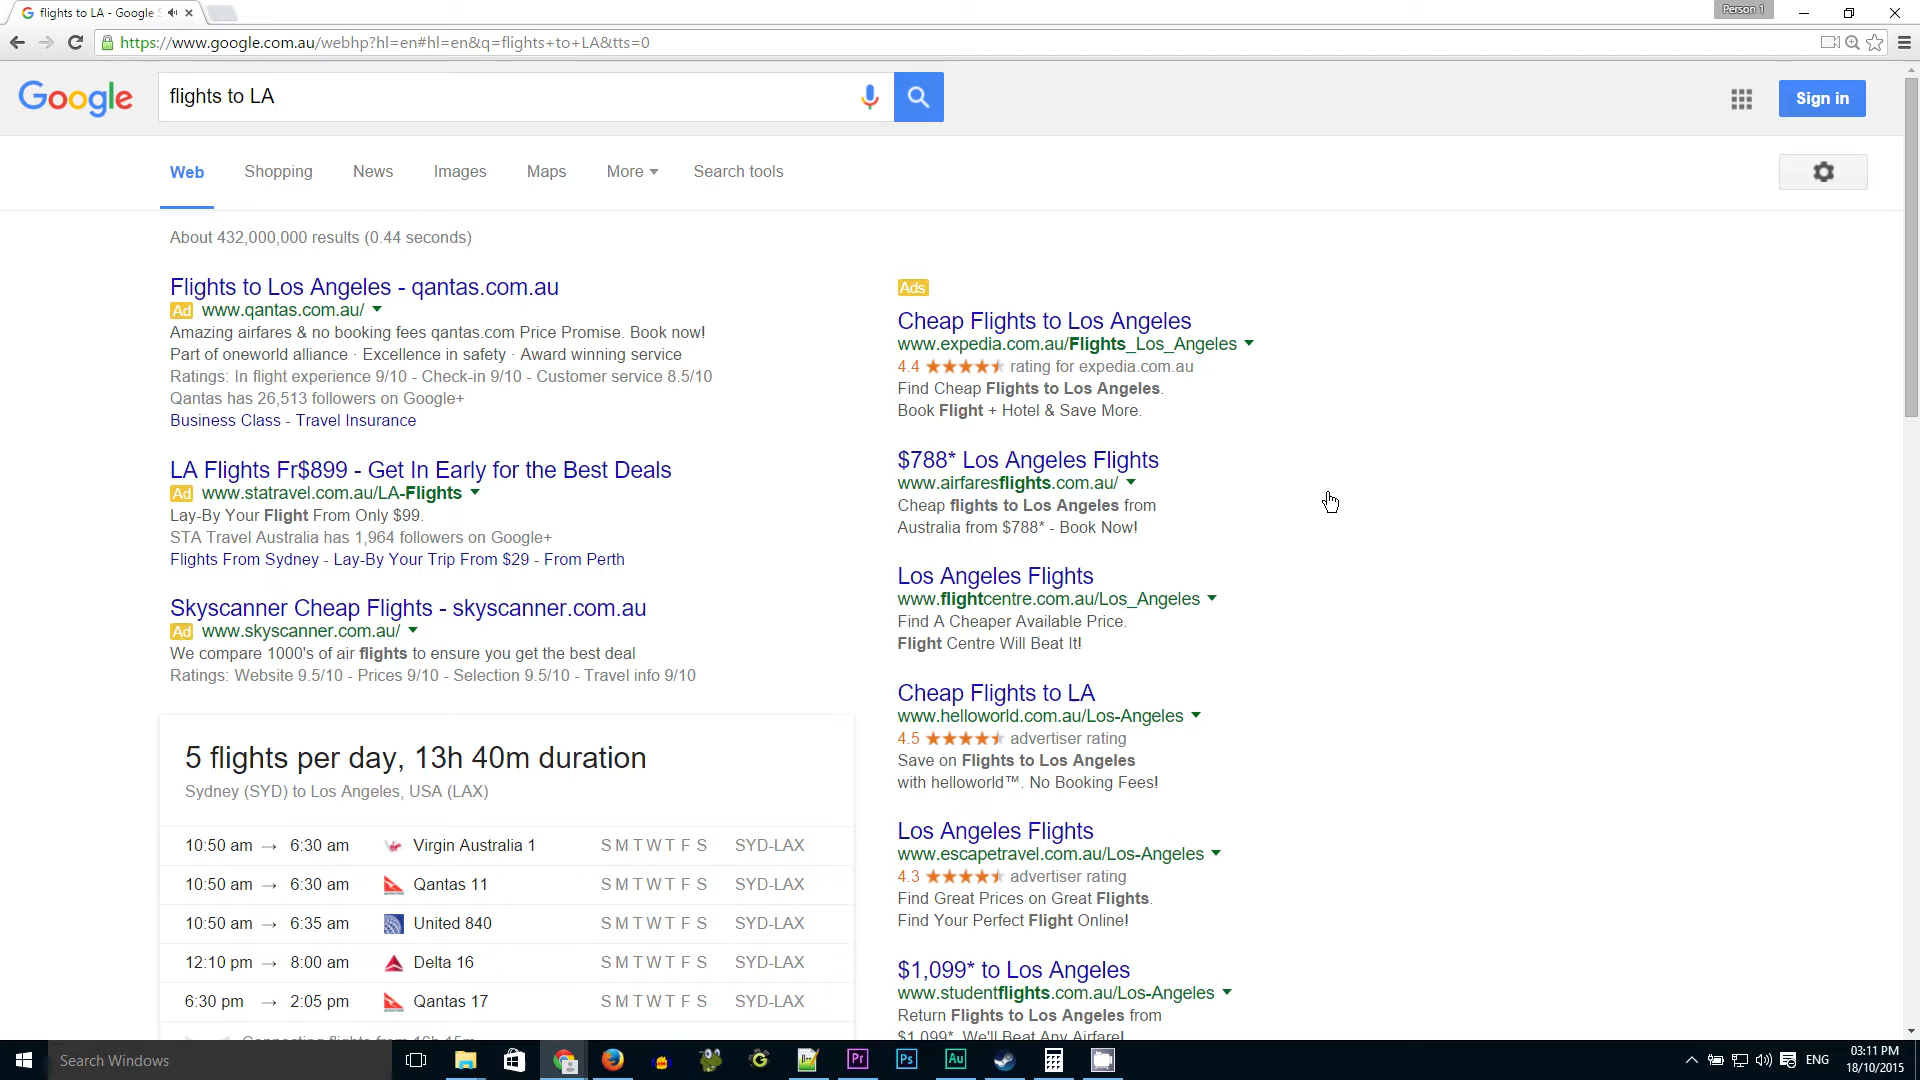 flights to LA - Google S
Person 1
https://www.google.com.au/webhp?hl=en#hl=en&q=flights+to+LA&tts=0
Google
flights to LA
Sign in
Web
Shopping
News
Images
Maps
More
Search tools
About 432,000,000 results (0.44 seconds)
Flights to Los Angeles - qantas.com.au
Ad www.qantas.com.au/
Amazing airfares & no booking fees qantas.com Price Promise. Book now!
Part of oneworld alliance · Excellence in safety · Award winning service
Ratings: In flight experience 9/10 - Check-in 9/10 - Customer service 8.5/10
Qantas has 26,513 followers on Google+
Business Class - Travel Insurance
LA Flights Fr$899 - Get In Early for the Best Deals
Ad www.statravel.com.au/LA-Flights
Lay-By Your Flight From Only $99.
STA Travel Australia has 1,964 followers on Google+
Flights From Sydney - Lay-By Your Trip From $29 - From Perth
Skyscanner Cheap Flights - skyscanner.com.au
Ad www.skyscanner.com.au/
We compare 1000's of air flights to ensure you get the best deal
Ratings: Website 9.5/10 - Prices 9/10 - Selection 9.5/10 - Travel info 9/10
5 flights per day, 13h 40m duration
Sydney (SYD) to Los Angeles, USA (LAX)
10:50 am → 6:30 am Virgin Australia 1 S M T W T F S SYD-LAX
10:50 am → 6:30 am Qantas 11 S M T W T F S SYD-LAX
10:50 am → 6:35 am United 840 S M T W T F S SYD-LAX
12:10 pm → 8:00 am Delta 16 S M T W T F S SYD-LAX
6:30 pm → 2:05 pm Qantas 17 S M T W T F S SYD-LAX
Connecting flights from 16h 15m
Ads
Cheap Flights to Los Angeles
www.expedia.com.au/Flights_Los_Angeles
4.4 ★★★★★ rating for expedia.com.au
Find Cheap Flights to Los Angeles.
Book Flight + Hotel & Save More.
$788* Los Angeles Flights
www.airfaresflights.com.au/
Cheap flights to Los Angeles from
Australia from $788* - Book Now!
Los Angeles Flights
www.flightcentre.com.au/Los_Angeles
Find A Cheaper Available Price.
Flight Centre Will Beat It!
Cheap Flights to LA
www.helloworld.com.au/Los-Angeles
4.5 ★★★★★ advertiser rating
Save on Flights to Los Angeles
with helloworld™. No Booking Fees!
Los Angeles Flights
www.escapetravel.com.au/Los-Angeles
4.3 ★★★★★ advertiser rating
Find Great Prices on Great Flights.
Find Your Perfect Flight Online!
$1,099* to Los Angeles
www.studentflights.com.au/Los-Angeles
Return Flights to Los Angeles from
$1,099*. We'll Beat Any Airfare!
Search Windows
Pr
Ps
Au
ENG
03:11 PM
18/10/2015